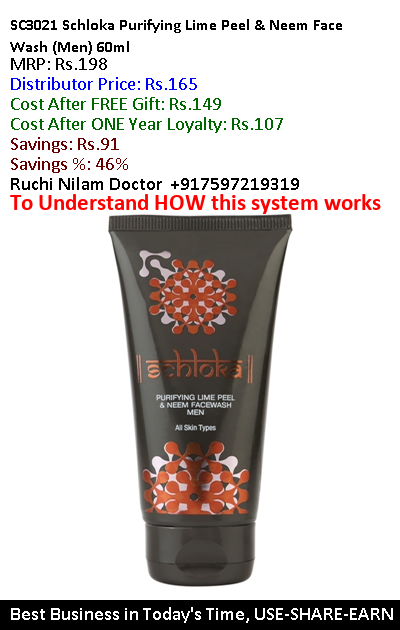 SC3021 Schloka Purifying Lime Peel & Neem Face
Wash (Men) 60ml
MRP: Rs.198
Distributor Price: Rs.165
Cost After FREE Gift: Rs.149
Cost After ONE Year Loyalty: Rs.107
Savings: Rs.91
Savings %: 46%
Ruchi Nilam Doctor +917597219319
To Understand HOW this system works
schloka
PURIFYING LIME PEEL
& NEEM FACEWASH
MEN
All Skin Types
Best Business in Today's Time, USE-SHARE-EARN